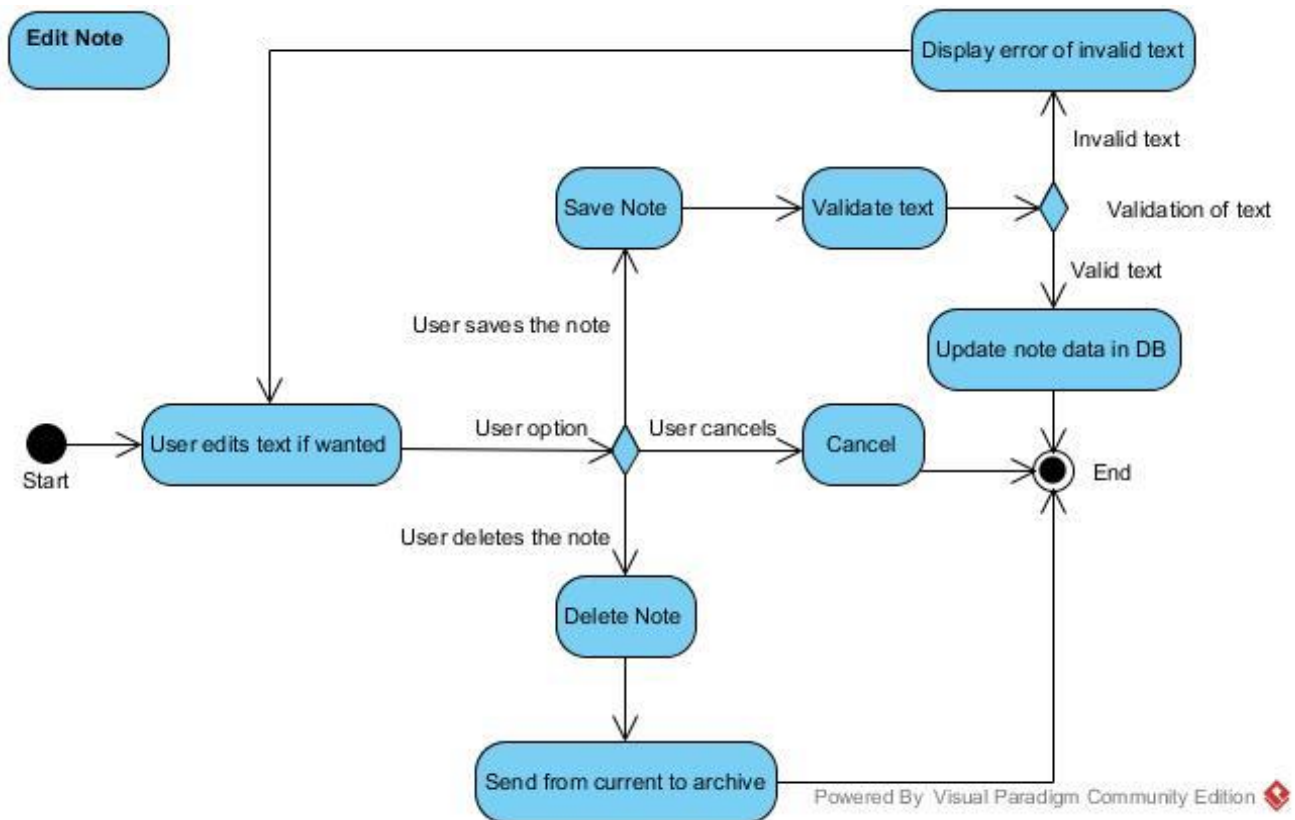 Edit Note
Display error of invalid text
Invalid text
Save Note
Validate text
Validation of text
Valid text
User saves the note
Update note data in DB
User edits text if wanted
User option
User cancels
Cancel
Start
End
User deletes the note
Delete Note
Send from current to archive
Powered By Visual Paradigm Community Edition